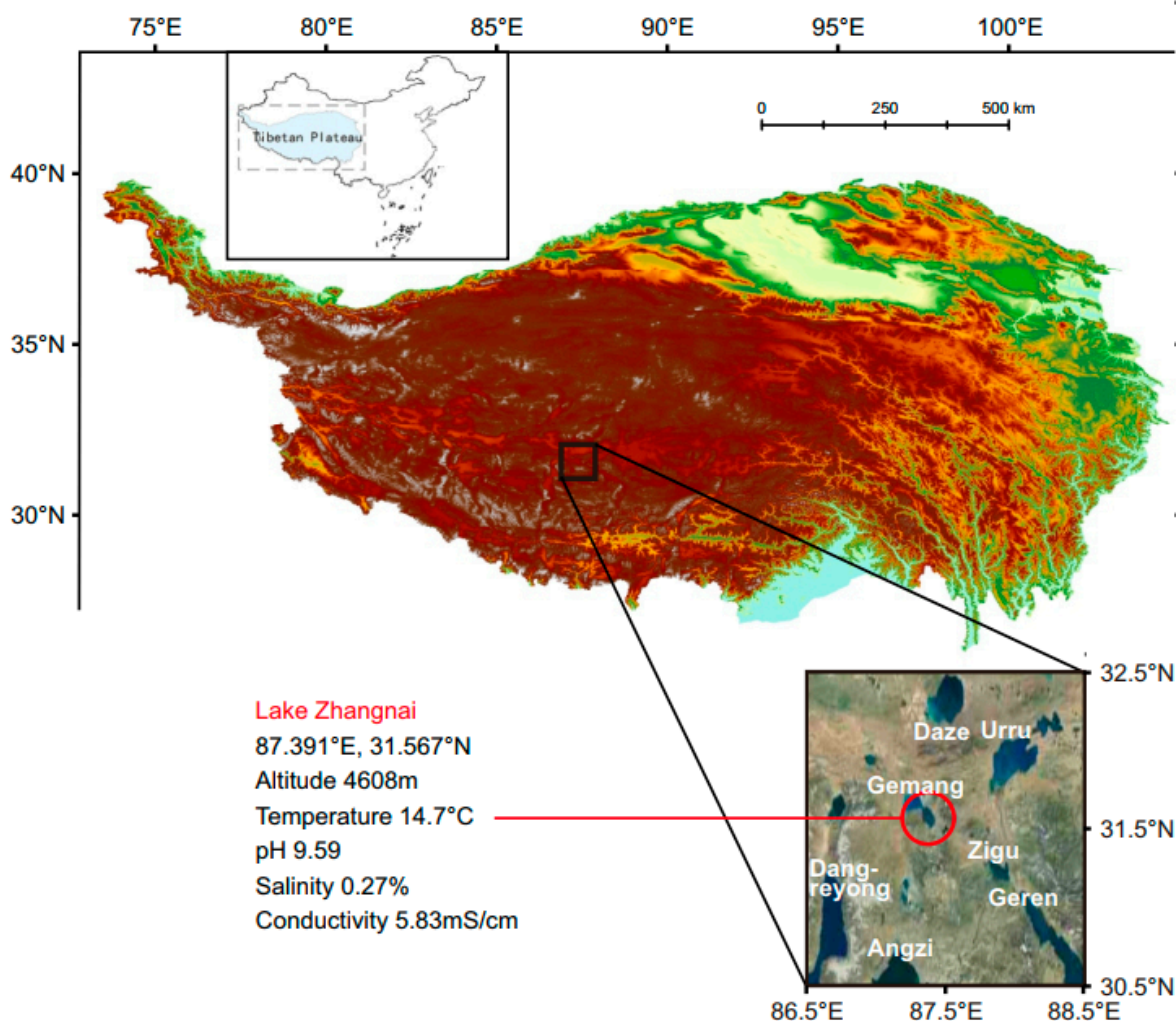 75°E 80°E 85°E 90°E 95°E 100°E
0 250 500 km
Tibetan Plateau
40°N
35°N
30°N
Lake Zhangnai
87.391°E, 31.567°N
Altitude 4608m
Temperature 14.7°C
pH 9.59
Salinity 0.27%
Conductivity 5.83mS/cm
32.5°N
Daze Urru
Gemang
31.5°N
Zigu
Dang-
reyong
Geren
Angzi
30.5°N
86.5°E 87.5°E 88.5°E